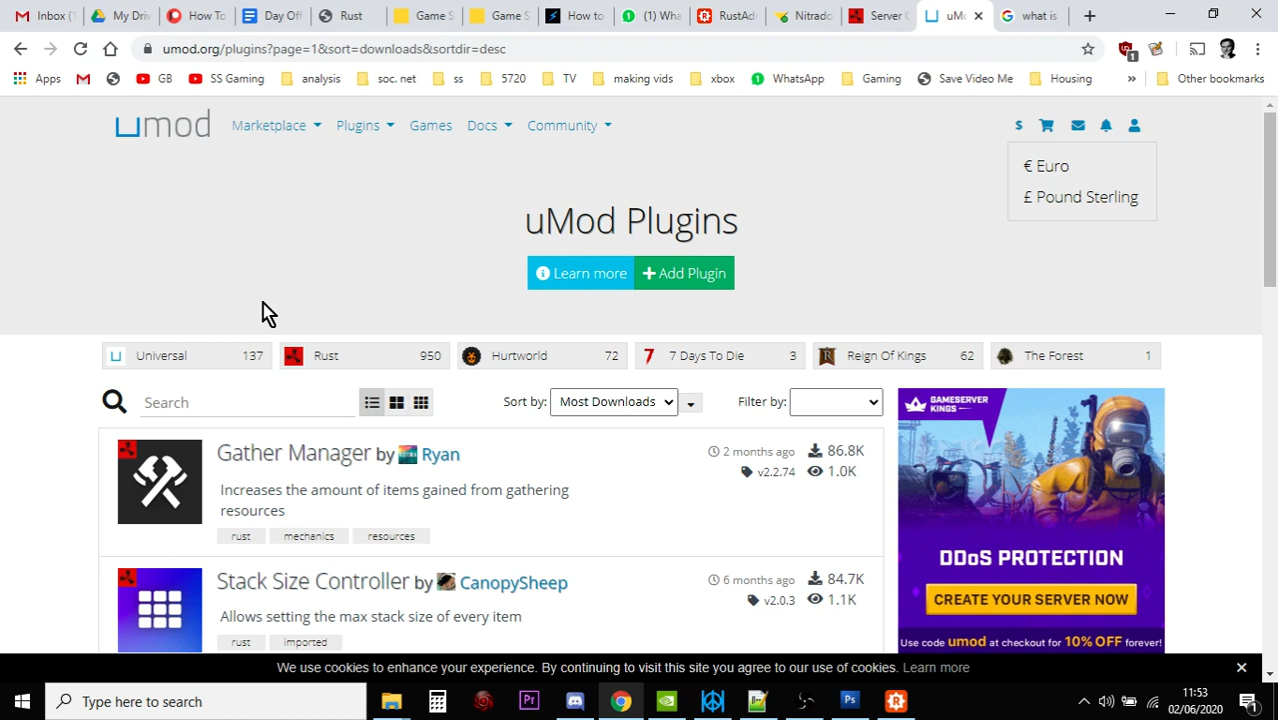 Inbox (1
My Driv
How To
Day Off
Rust
Game S
Game S
How to
(1) Wha
RustAd
Nitrado
Server C
uMo
what is
umod.org/plugins?page=1&sort=downloads&sortdir=desc
1
Apps
GB
SS Gaming
analysis
soc. net
ss
5720
TV
making vids
xbox
WhatsApp
Gaming
Save Video Me
Housing
»
Other bookmarks
umod
Marketplace
Plugins
Games
Docs
Community
$
€ Euro
£ Pound Sterling
uMod Plugins
Learn more
Add Plugin
Universal 137
Rust 950
Hurtworld 72
7 Days To Die 3
Reign Of Kings 62
The Forest 1
Search
Sort by: Most Downloads
Filter by:
Gather Manager by Ryan
2 months ago 86.8K
v2.2.74 1.0K
Increases the amount of items gained from gathering
resources
rust mechanics resources
Stack Size Controller by CanopySheep
6 months ago 84.7K
v2.0.3 1.1K
Allows setting the max stack size of every item
rust imported
GAMESERVER
KINGS
DDoS PROTECTION
CREATE YOUR SERVER NOW
Use code umod at checkout for 10% OFF forever!
We use cookies to enhance your experience. By continuing to visit this site you agree to our use of cookies. Learn more
Type here to search
Pr
Ps
11:53
02/06/2020
1